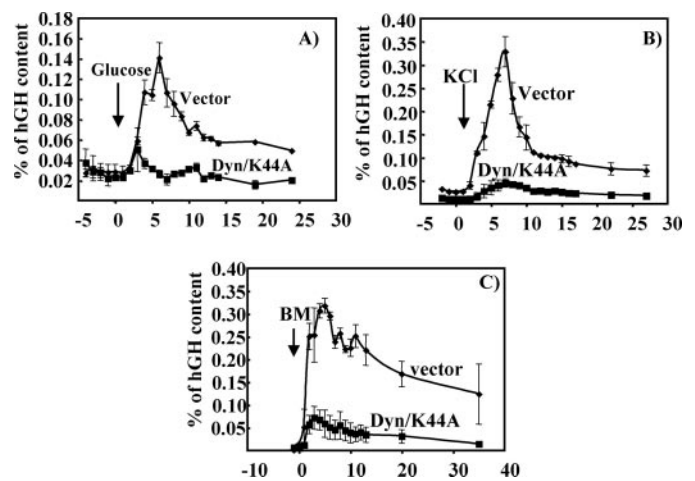 A)
% of hGH content
0.18
0.16
0.14
0.12
0.10
0.08
0.06
0.04
0.02
Glucose
Vector
Dyn/K44A
-5 0 5 10 15 20 25 30
B)
% of hGH content
0.40
0.35
0.30
0.25
0.20
0.15
0.10
0.05
KCl
Vector
Dyn/K44A
-5 0 5 10 15 20 25 30
C)
% of hGH content
0.40
0.35
0.30
0.25
0.20
0.15
0.10
0.05
BM
vector
Dyn/K44A
-10 0 10 20 30 40